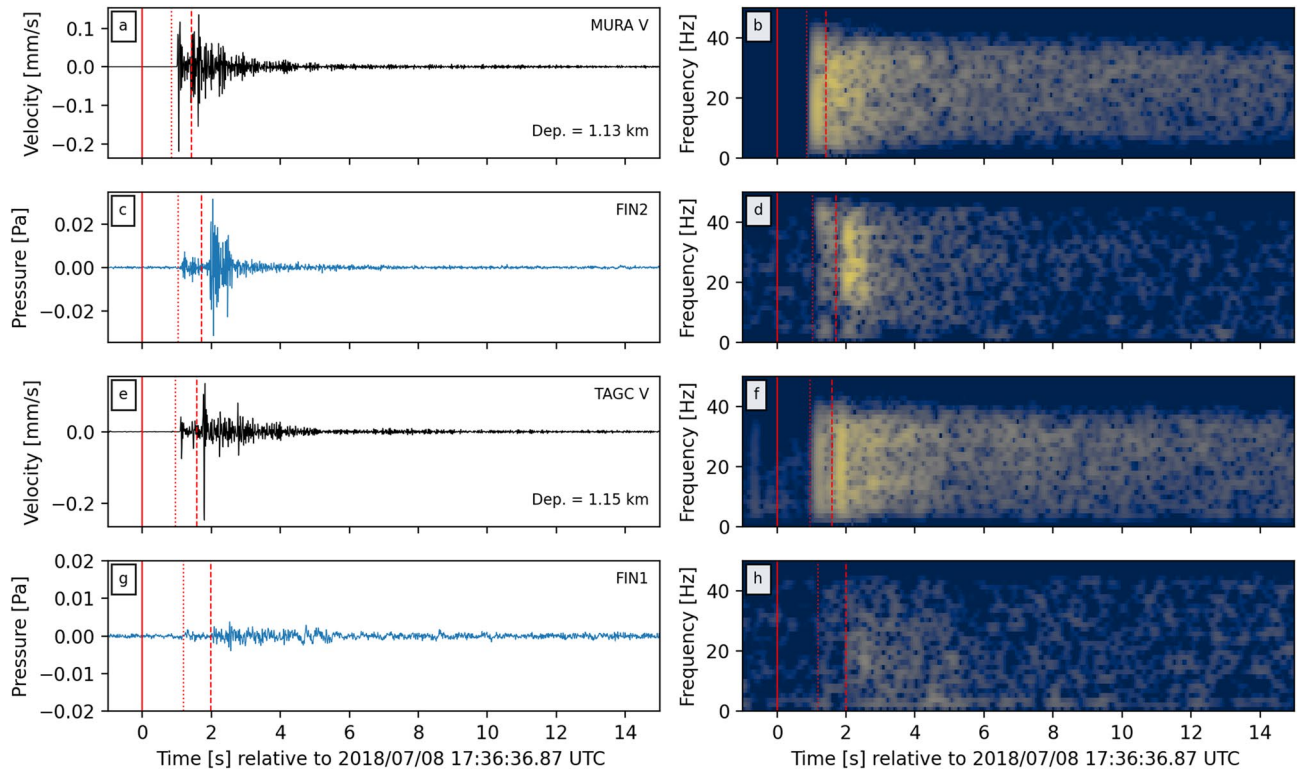 a
MURA V
Velocity [mm/s]
0.1
0.0
−0.1
−0.2
Dep. = 1.13 km
b
Frequency [Hz]
40
20
0
c
FIN2
Pressure [Pa]
0.02
0.00
−0.02
d
Frequency [Hz]
40
20
0
e
TAGC V
Velocity [mm/s]
0.0
−0.2
Dep. = 1.15 km
f
Frequency [Hz]
40
20
0
g
FIN1
Pressure [Pa]
0.02
0.01
0.00
−0.01
−0.02
0 2 4 6 8 10 12 14
Time [s] relative to 2018/07/08 17:36:36.87 UTC
h
Frequency [Hz]
40
20
0
0 2 4 6 8 10 12 14
Time [s] relative to 2018/07/08 17:36:36.87 UTC